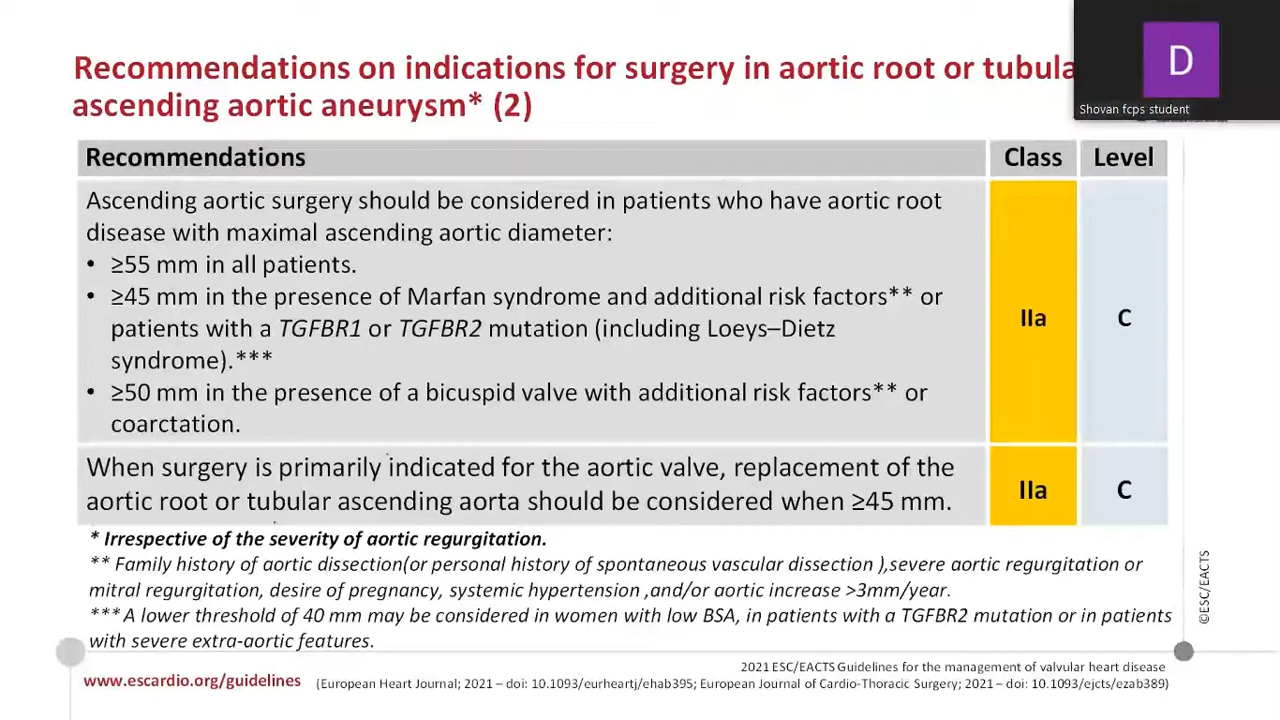 Recommendations on indications for surgery in aortic root or tubula
ascending aortic aneurysm* (2)
D
Shovan fcps student
Recommendations Class Level
Ascending aortic surgery should be considered in patients who have aortic root
disease with maximal ascending aortic diameter:
• ≥55 mm in all patients.
• ≥45 mm in the presence of Marfan syndrome and additional risk factors** or
patients with a TGFBR1 or TGFBR2 mutation (including Loeys–Dietz
syndrome).***
• ≥50 mm in the presence of a bicuspid valve with additional risk factors** or
coarctation.
IIa C
When surgery is primarily indicated for the aortic valve, replacement of the
aortic root or tubular ascending aorta should be considered when ≥45 mm.
IIa C
* Irrespective of the severity of aortic regurgitation.
** Family history of aortic dissection(or personal history of spontaneous vascular dissection ),severe aortic regurgitation or
mitral regurgitation, desire of pregnancy, systemic hypertension ,and/or aortic increase >3mm/year.
*** A lower threshold of 40 mm may be considered in women with low BSA, in patients with a TGFBR2 mutation or in patients
with severe extra-aortic features.
©ESC/EACTS
www.escardio.org/guidelines
2021 ESC/EACTS Guidelines for the management of valvular heart disease
(European Heart Journal; 2021 – doi: 10.1093/eurheartj/ehab395; European Journal of Cardio-Thoracic Surgery; 2021 – doi: 10.1093/ejcts/ezab389)